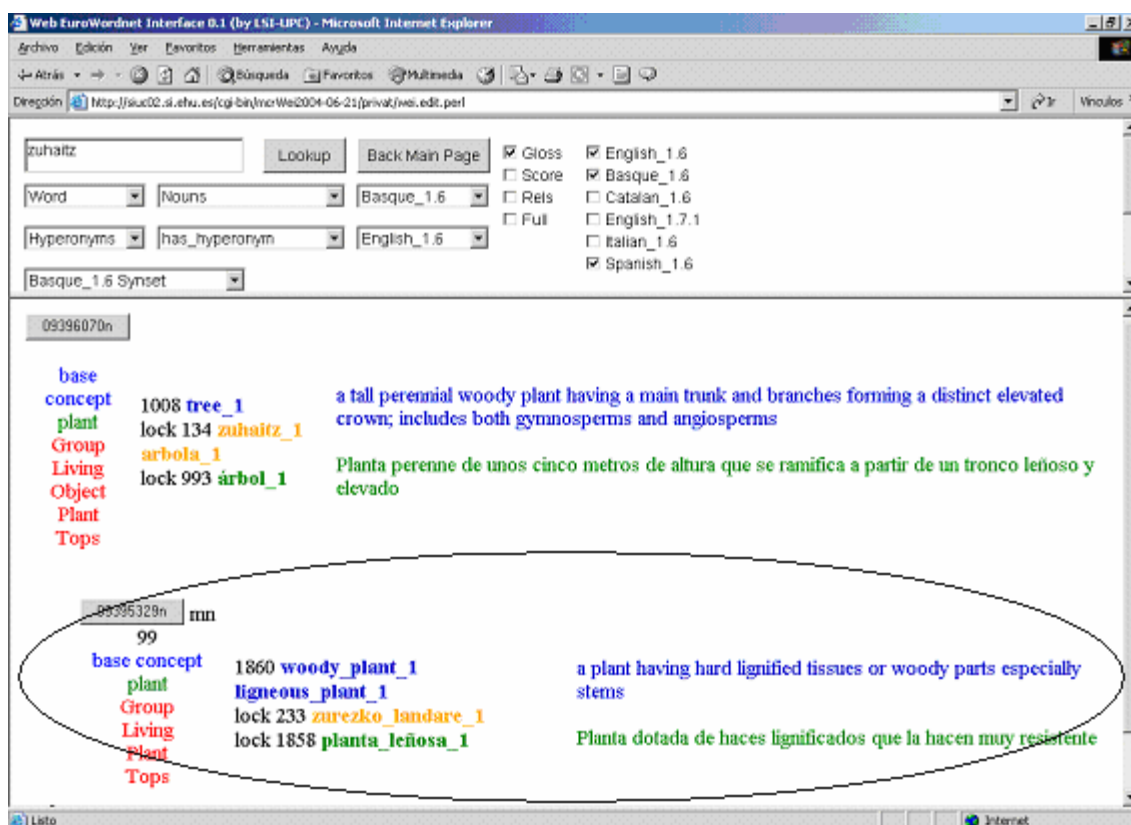 Web EuroWordnet Interface 0.1 (by LSI-UPC) - Microsoft Internet Explorer
Archivo Edición Ver Favoritos Herramientas Ayuda
Atrás Búsqueda Favoritos Multimedia
Dirección http://siuc02.si.ehu.es/cgi-bin/mcrWei2004-06-21/privat/wei.edit.perl Ir Vínculos
zuhaitz Lookup Back Main Page Gloss English_1.6
Score Basque_1.6
Word Nouns Basque_1.6 Rels Catalan_1.6
Full English_1.7.1
Hyperonyms has_hyperonym English_1.6 Italian_1.6
Spanish_1.6
Basque_1.6 Synset
09396070n
base
concept
plant
Group
Living
Object
Plant
Tops
1008 tree_1
lock 134 zuhaitz_1
arbola_1
lock 993 árbol_1
a tall perennial woody plant having a main trunk and branches forming a distinct elevated
crown; includes both gymnosperms and angiosperms
Planta perenne de unos cinco metros de altura que se ramifica a partir de un tronco leñoso y
elevado
09395329n mn
99
base concept
plant
Group
Living
Plant
Tops
1860 woody_plant_1
ligneous_plant_1
lock 233 zurezko_landare_1
lock 1858 planta_leñosa_1
a plant having hard lignified tissues or woody parts especially
stems
Planta dotada de haces lignificados que la hacen muy resistente
Listo Internet